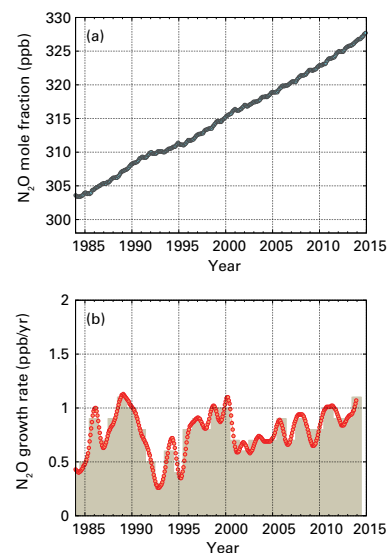 330
(a)
325
320
315
310
305
300
N2O mole fraction (ppb)
1985 1990 1995 2000 2005 2010 2015
Year
2
(b)
1.5
1
0.5
0
N2O growth rate (ppb/yr)
1985 1990 1995 2000 2005 2010 2015
Year